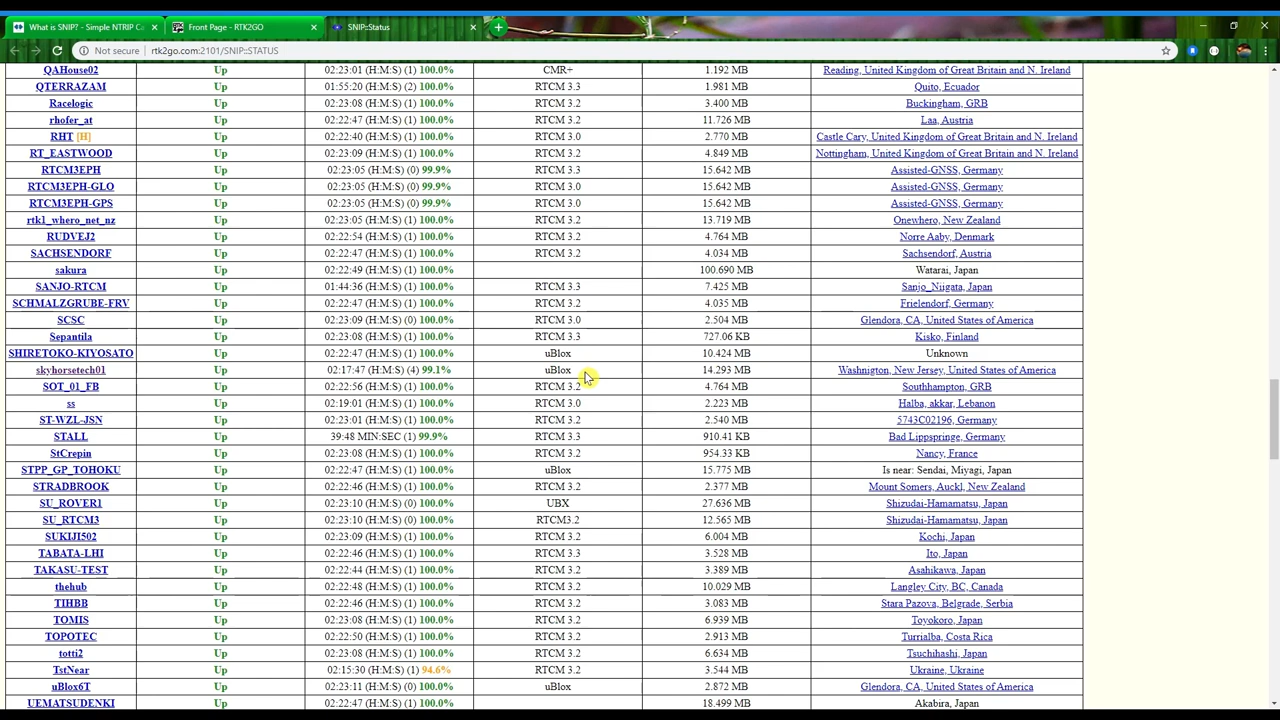 What is SNIP? - Simple NTRIP Ca
Front Page - RTK2GO
SNIP::Status
Not secure | rtk2go.com:2101/SNIP::STATUS
QAHouse02 Up 02:23:01 (H:M:S) (1) 100.0% CMR+ 1.192 MB Reading, United Kingdom of Great Britain and N. Ireland
QTERRAZAM Up 01:55:20 (H:M:S) (2) 100.0% RTCM 3.3 1.981 MB Quito, Ecuador
Racelogic Up 02:23:08 (H:M:S) (1) 100.0% RTCM 3.2 3.400 MB Buckingham, GRB
rhofer_at Up 02:22:47 (H:M:S) (1) 100.0% RTCM 3.2 11.726 MB Laa, Austria
RHT [H] Up 02:22:40 (H:M:S) (1) 100.0% RTCM 3.0 2.770 MB Castle Cary, United Kingdom of Great Britain and N. Ireland
RT_EASTWOOD Up 02:23:09 (H:M:S) (1) 100.0% RTCM 3.2 4.849 MB Nottingham, United Kingdom of Great Britain and N. Ireland
RTCM3EPH Up 02:23:05 (H:M:S) (0) 99.9% RTCM 3.3 15.642 MB Assisted-GNSS, Germany
RTCM3EPH-GLO Up 02:23:05 (H:M:S) (0) 99.9% RTCM 3.0 15.642 MB Assisted-GNSS, Germany
RTCM3EPH-GPS Up 02:23:05 (H:M:S) (0) 99.9% RTCM 3.0 15.642 MB Assisted-GNSS, Germany
rtk1_whero_net_nz Up 02:23:05 (H:M:S) (1) 100.0% RTCM 3.2 13.719 MB Onewhero, New Zealand
RUDVEJ2 Up 02:22:54 (H:M:S) (1) 100.0% RTCM 3.2 4.764 MB Norre Aaby, Denmark
SACHSENDORF Up 02:22:47 (H:M:S) (1) 100.0% RTCM 3.2 4.034 MB Sachsendorf, Austria
sakura Up 02:22:49 (H:M:S) (1) 100.0% 100.690 MB Watarai, Japan
SANJO-RTCM Up 01:44:36 (H:M:S) (1) 100.0% RTCM 3.3 7.425 MB Sanjo_Niigata, Japan
SCHMALZGRUBE-FRV Up 02:22:47 (H:M:S) (1) 100.0% RTCM 3.2 4.035 MB Frielendorf, Germany
SCSC Up 02:23:09 (H:M:S) (0) 100.0% RTCM 3.0 2.504 MB Glendora, CA, United States of America
Sepantila Up 02:23:08 (H:M:S) (1) 100.0% RTCM 3.3 727.06 KB Kisko, Finland
SHIRETOKO-KIYOSATO Up 02:22:47 (H:M:S) (1) 100.0% uBlox 10.424 MB Unknown
skyhorsetech01 Up 02:17:47 (H:M:S) (4) 99.1% uBlox 14.293 MB Washnigton, New Jersey, United States of America
SOT_01_FB Up 02:22:56 (H:M:S) (1) 100.0% RTCM 3.2 4.764 MB Southhampton, GRB
ss Up 02:19:01 (H:M:S) (1) 100.0% RTCM 3.0 2.223 MB Halba, akkar, Lebanon
ST-WZL-JSN Up 02:23:01 (H:M:S) (1) 100.0% RTCM 3.2 2.540 MB 5743C02196, Germany
STALL Up 39:48 MIN:SEC (1) 99.9% RTCM 3.3 910.41 KB Bad Lippspringe, Germany
StCrepin Up 02:23:08 (H:M:S) (1) 100.0% RTCM 3.2 954.33 KB Nancy, France
STPP_GP_TOHOKU Up 02:22:47 (H:M:S) (1) 100.0% uBlox 15.775 MB Is near: Sendai, Miyagi, Japan
STRADBROOK Up 02:22:46 (H:M:S) (1) 100.0% RTCM 3.2 2.377 MB Mount Somers, Auckl, New Zealand
SU_ROVER1 Up 02:23:10 (H:M:S) (0) 100.0% UBX 27.636 MB Shizudai-Hamamatsu, Japan
SU_RTCM3 Up 02:23:10 (H:M:S) (0) 100.0% RTCM3.2 12.565 MB Shizudai-Hamamatsu, Japan
SUKIJI502 Up 02:23:09 (H:M:S) (1) 100.0% RTCM 3.2 6.004 MB Kochi, Japan
TABATA-LHI Up 02:22:46 (H:M:S) (1) 100.0% RTCM 3.3 3.528 MB Ito, Japan
TAKASU-TEST Up 02:22:44 (H:M:S) (1) 100.0% RTCM 3.2 3.389 MB Asahikawa, Japan
thehub Up 02:22:48 (H:M:S) (1) 100.0% RTCM 3.2 10.029 MB Langley City, BC, Canada
TIHBB Up 02:22:46 (H:M:S) (1) 100.0% RTCM 3.2 3.083 MB Stara Pazova, Belgrade, Serbia
TOMIS Up 02:23:08 (H:M:S) (1) 100.0% RTCM 3.2 6.939 MB Toyokoro, Japan
TOPOTEC Up 02:22:50 (H:M:S) (1) 100.0% RTCM 3.2 2.913 MB Turrialba, Costa Rica
totti2 Up 02:23:08 (H:M:S) (1) 100.0% RTCM 3.2 6.634 MB Tsuchihashi, Japan
TstNear Up 02:15:30 (H:M:S) (1) 94.6% RTCM 3.2 3.544 MB Ukraine, Ukraine
uBlox6T Up 02:23:11 (H:M:S) (0) 100.0% uBlox 2.872 MB Glendora, CA, United States of America
UEMATSUDENKI Up 02:22:47 (H:M:S) (1) 100.0% RTCM 3.2 18.499 MB Akabira, Japan